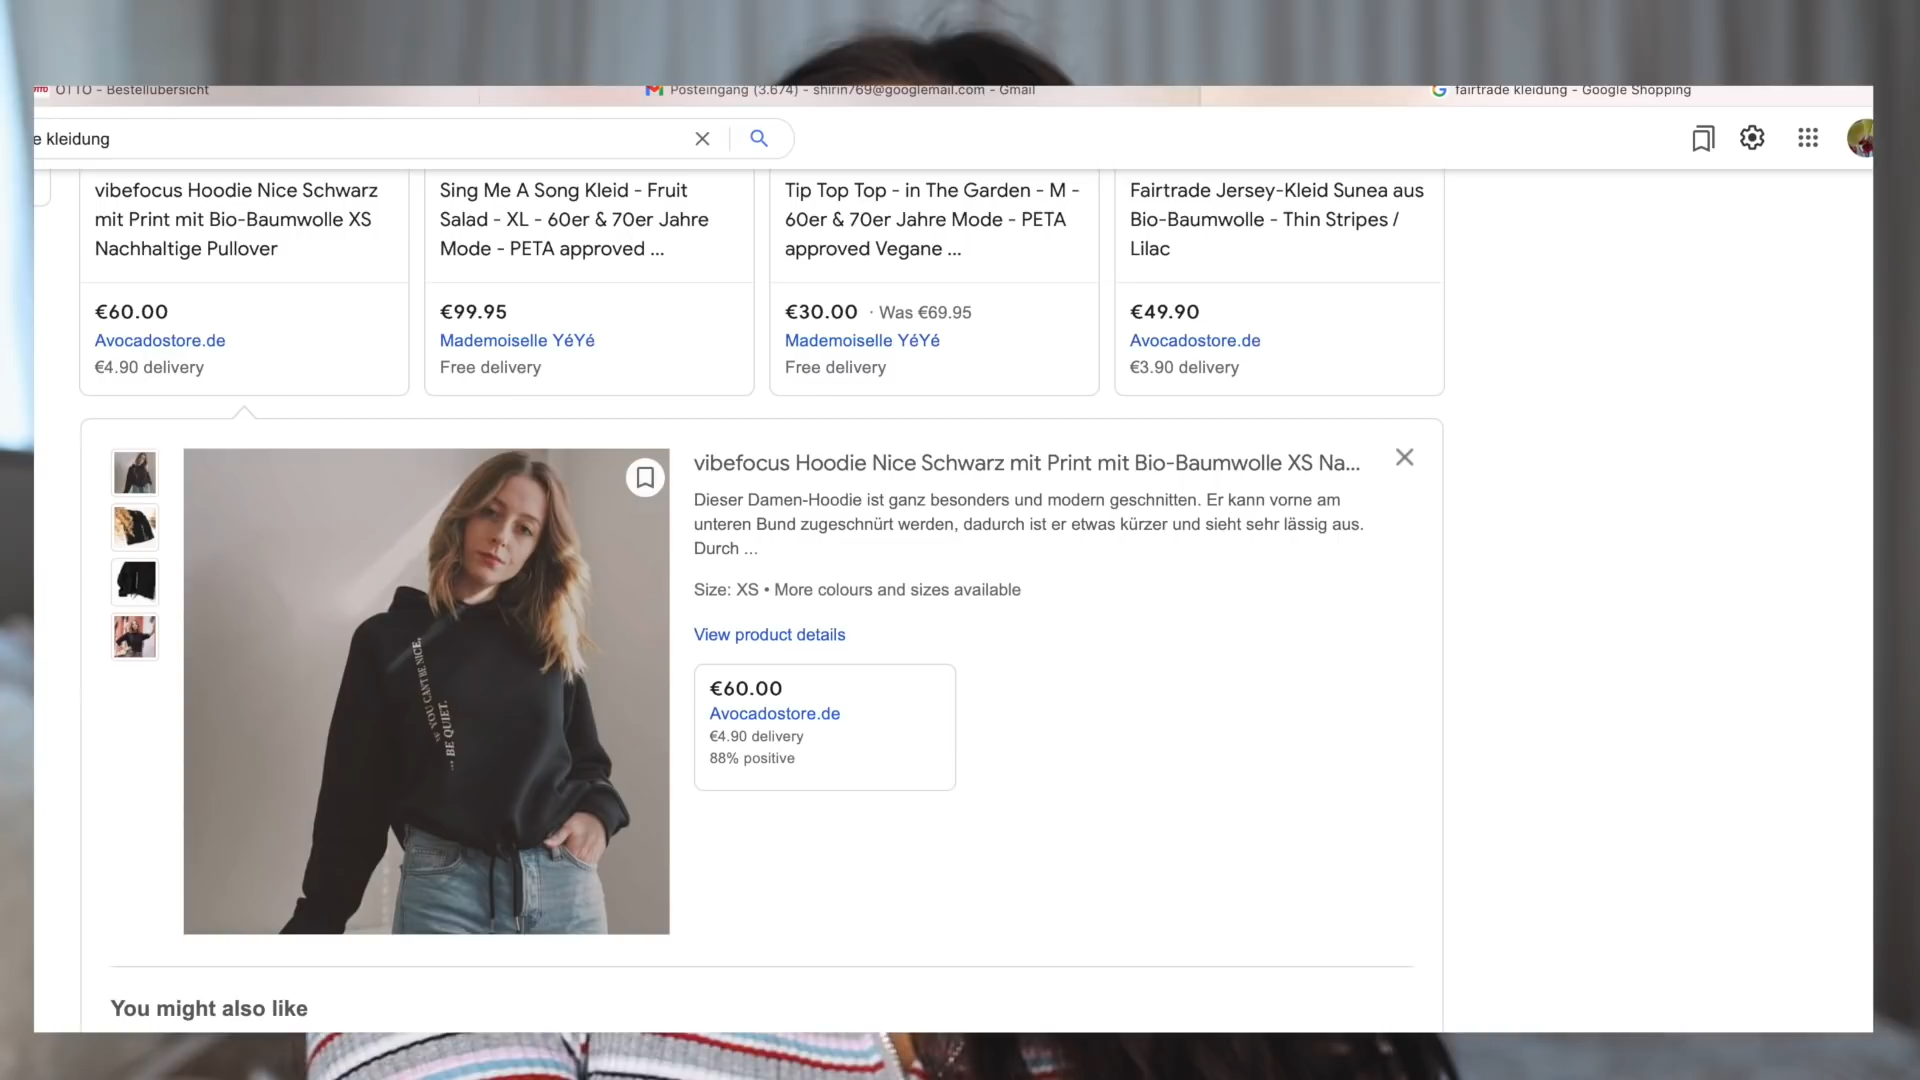 OTTO - Bestellübersicht
Posteingang (3.674) - shirin769@googlemail.com - Gmail
fairtrade kleidung - Google Shopping
e kleidung
vibefocus Hoodie Nice Schwarz
mit Print mit Bio-Baumwolle XS
Nachhaltige Pullover
€60.00
Avocadostore.de
€4.90 delivery
Sing Me A Song Kleid - Fruit
Salad - XL - 60er & 70er Jahre
Mode - PETA approved ...
€99.95
Mademoiselle YéYé
Free delivery
Tip Top Top - in The Garden - M -
60er & 70er Jahre Mode - PETA
approved Vegane ...
€30.00 · Was €69.95
Mademoiselle YéYé
Free delivery
Fairtrade Jersey-Kleid Sunea aus
Bio-Baumwolle - Thin Stripes /
Lilac
€49.90
Avocadostore.de
€3.90 delivery
IF YOU CAN'T BE NICE,
... BE QUIET.
vibefocus Hoodie Nice Schwarz mit Print mit Bio-Baumwolle XS Na...
Dieser Damen-Hoodie ist ganz besonders und modern geschnitten. Er kann vorne am
unteren Bund zugeschnürt werden, dadurch ist er etwas kürzer und sieht sehr lässig aus.
Durch ...
Size: XS • More colours and sizes available
View product details
€60.00
Avocadostore.de
€4.90 delivery
88% positive
You might also like